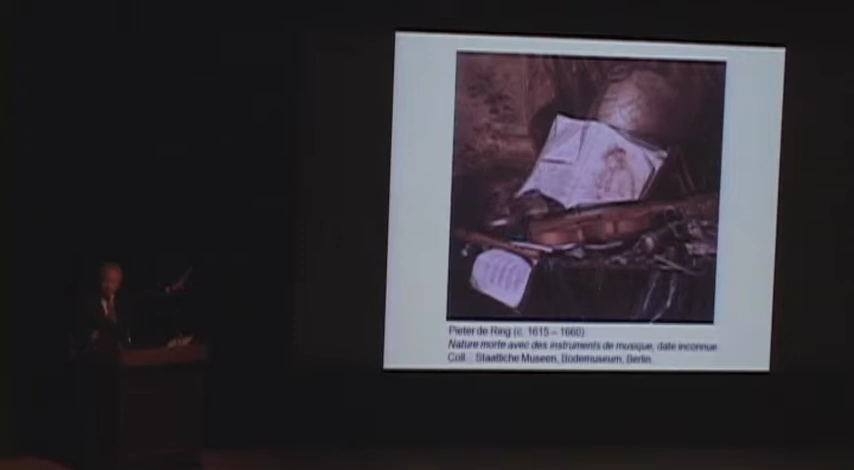 Pieter de Ring (c. 1615 – 1660)
Nature morte avec des instruments de musique, date inconnue
Coll. : Staatliche Museen, Bodemuseum, Berlin